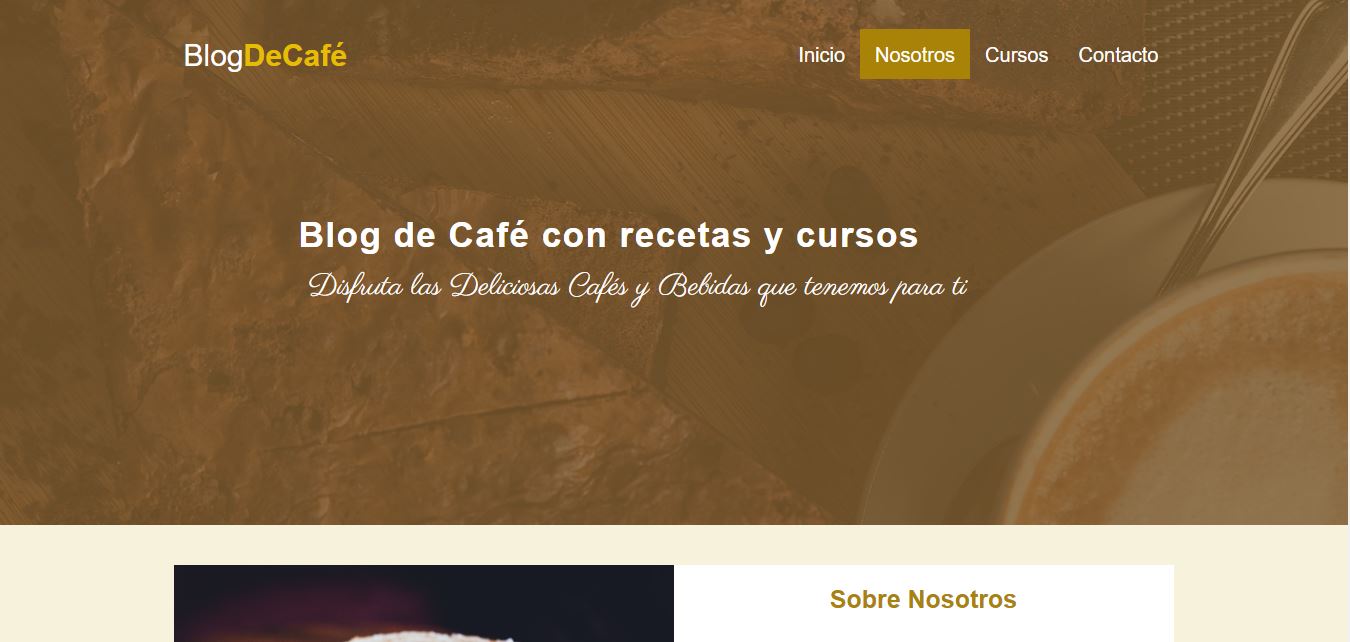 BlogDeCafé
Inicio Nosotros Cursos Contacto
Blog de Café con recetas y cursos
Disfruta las Deliciosas Cafés y Bebidas que tenemos para ti
Sobre Nosotros